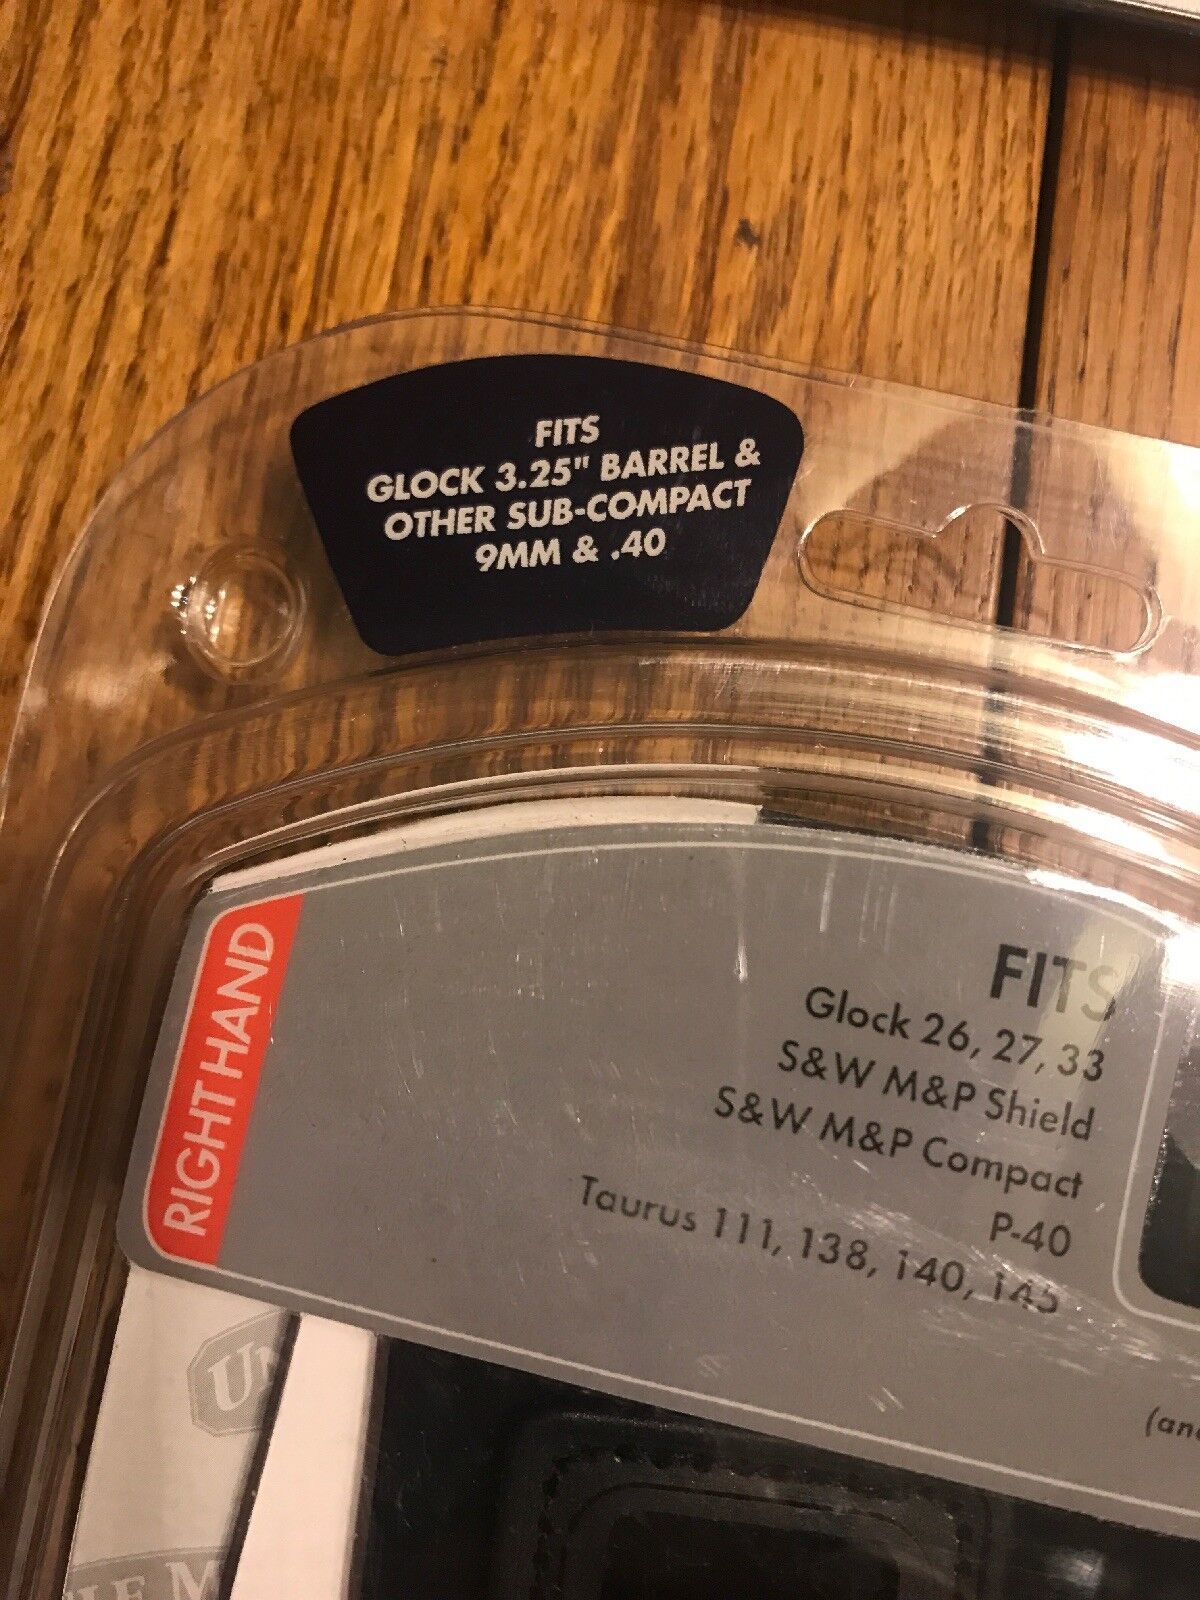 FITS
GLOCK 3.25" BARREL &
OTHER SUB-COMPACT
9MM & .40
RIGHT HAND
FITS
Glock 26, 27, 33
S&W M&P Shield
S&W M&P Compact
P-40
Taurus 111, 138, 140, 145